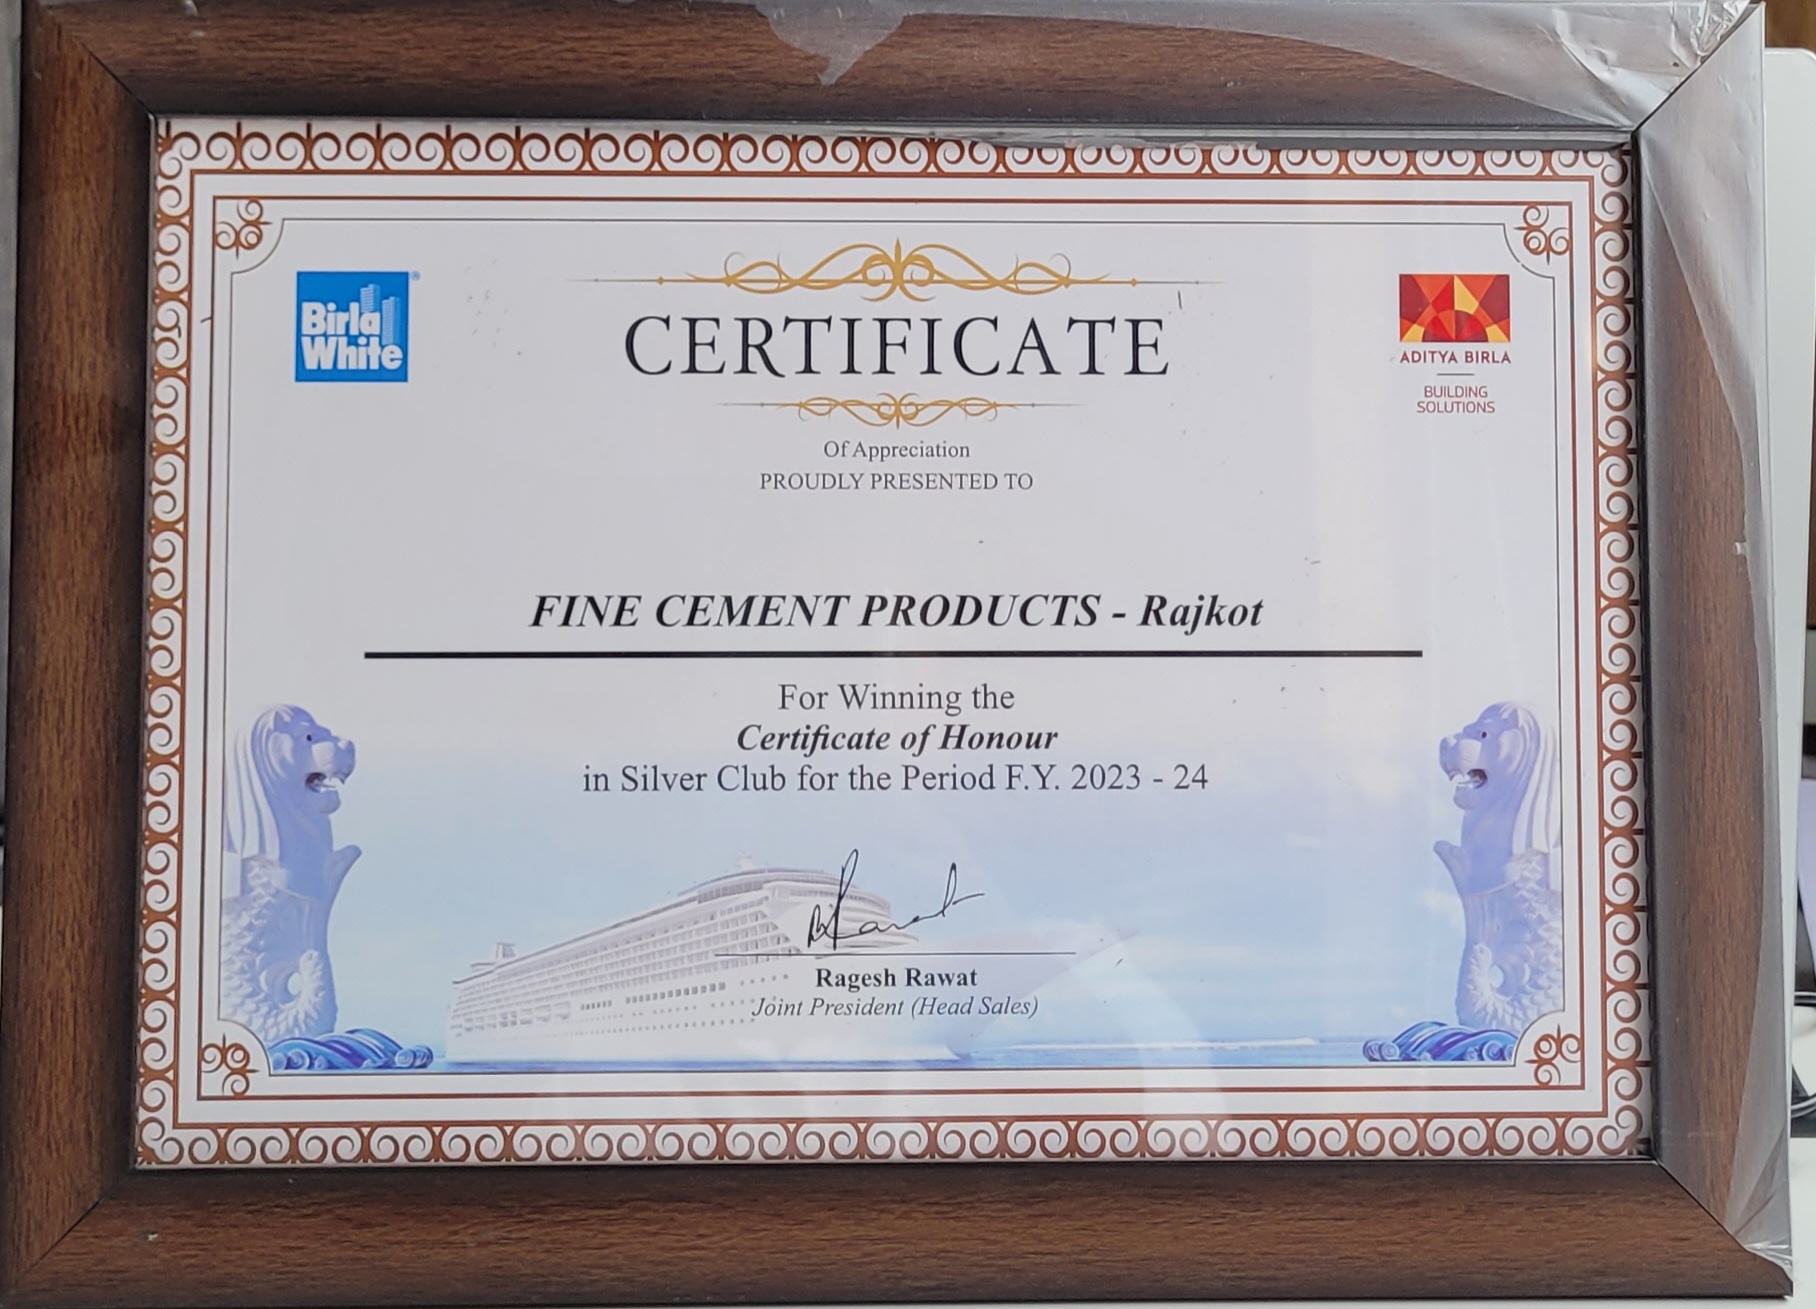 Birla
White
®
CERTIFICATE
ADITYA BIRLA
BUILDING
SOLUTIONS
Of Appreciation
PROUDLY PRESENTED TO
FINE CEMENT PRODUCTS - Rajkot
For Winning the
Certificate of Honour
in Silver Club for the Period F.Y. 2023 - 24
Ragesh Rawat
Joint President (Head Sales)